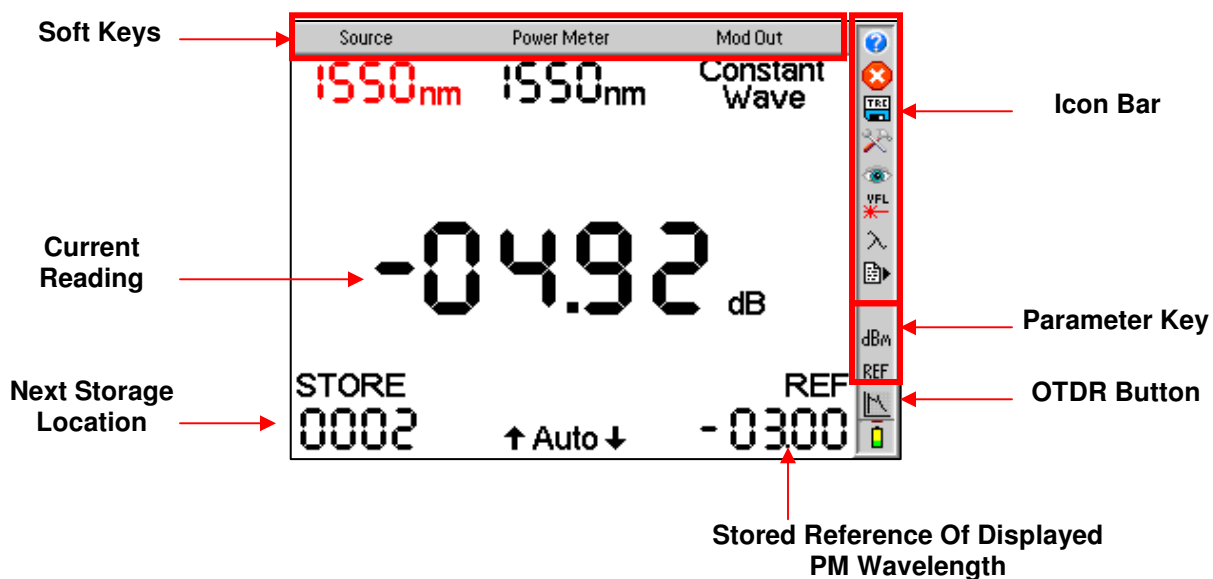 Soft Keys
Source Power Meter Mod Out
1550nm 1550nm Constant
Wave
TRC
Icon Bar
VFL
λ
Current
Reading
-04.92 dB
Parameter Key
dBm
REF
Next Storage
Location
STORE
0002
↑ Auto ↓
REF
-03.00
OTDR Button
Stored Reference Of Displayed
PM Wavelength